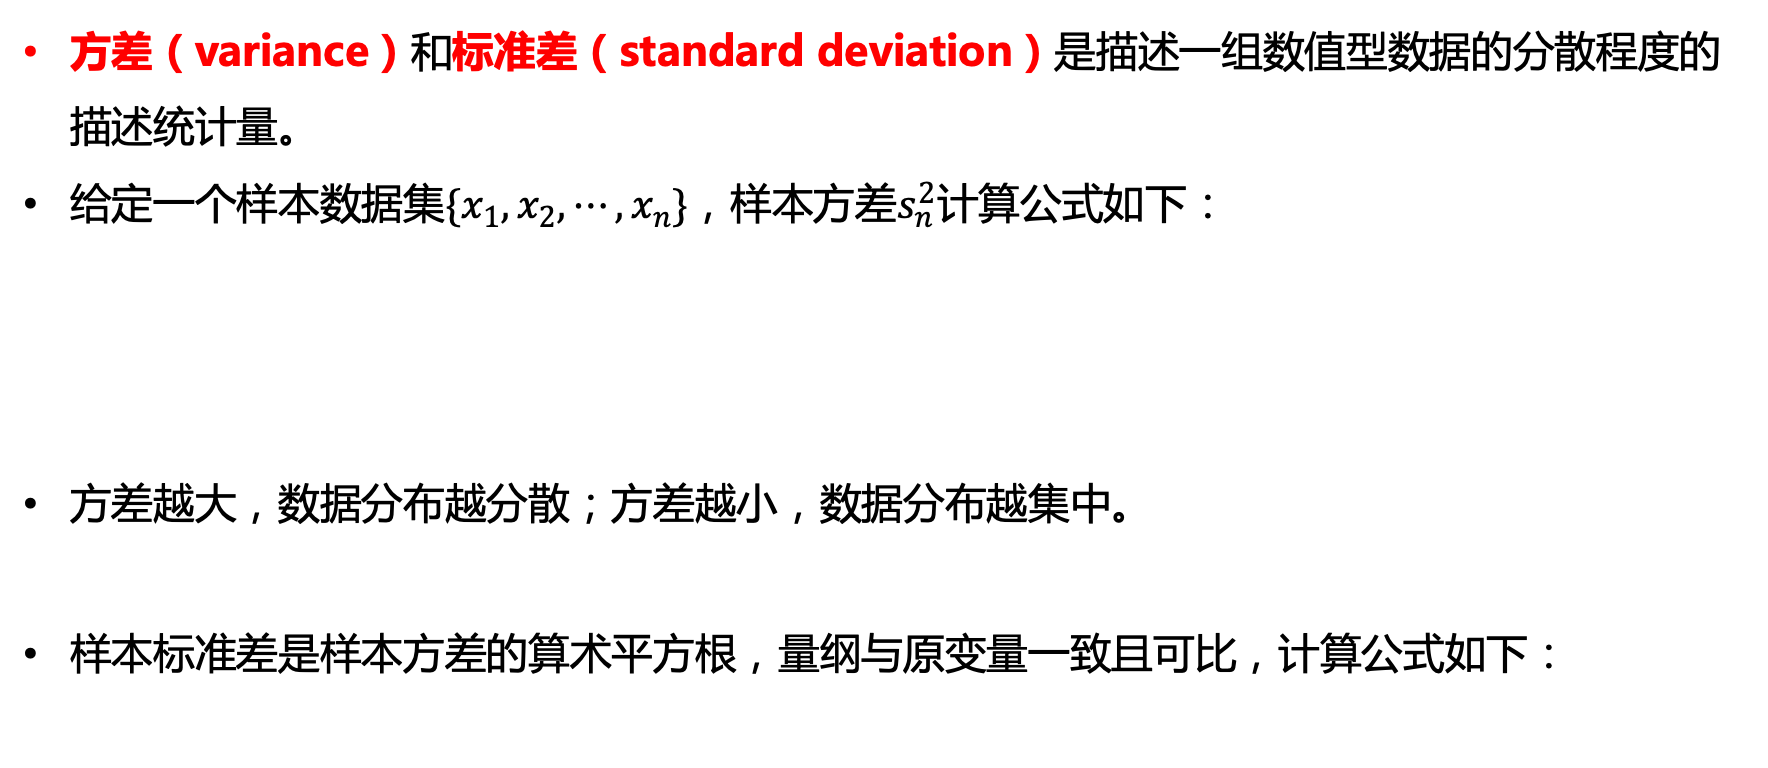 • 方差（variance）和标准差（standard deviation）是描述一组数值型数据的分散程度的
描述统计量。
• 给定一个样本数据集{x₁, x₂, ⋯, xₙ}，样本方差sₙ²计算公式如下：
• 方差越大，数据分布越分散；方差越小，数据分布越集中。
• 样本标准差是样本方差的算术平方根，量纲与原变量一致且可比，计算公式如下：